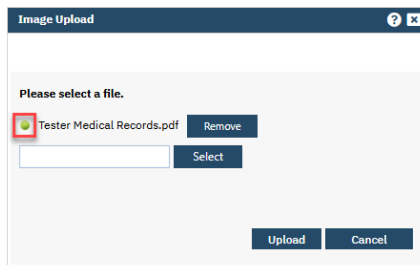 Image Upload ?
Please select a file.
Tester Medical Records.pdf Remove
Select
Upload Cancel